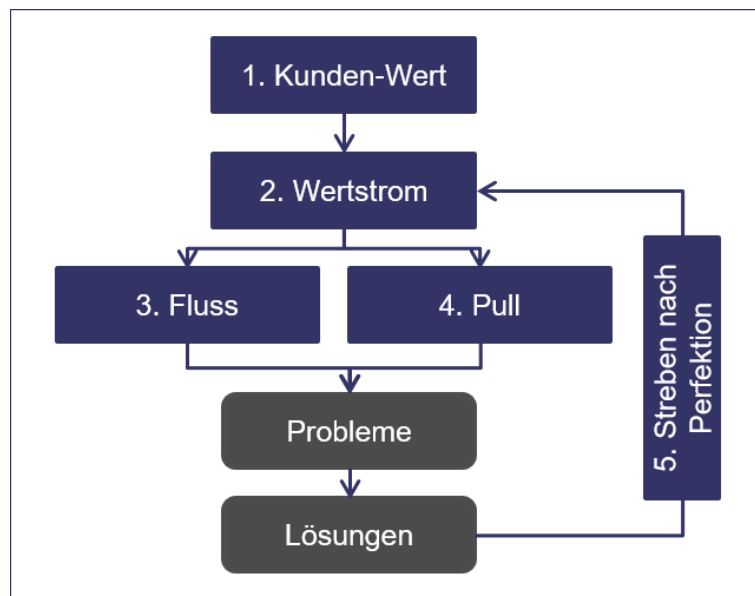 1. Kunden-Wert
2. Wertstrom
3. Fluss
4. Pull
Probleme
Lösungen
5. Streben nach
Perfektion